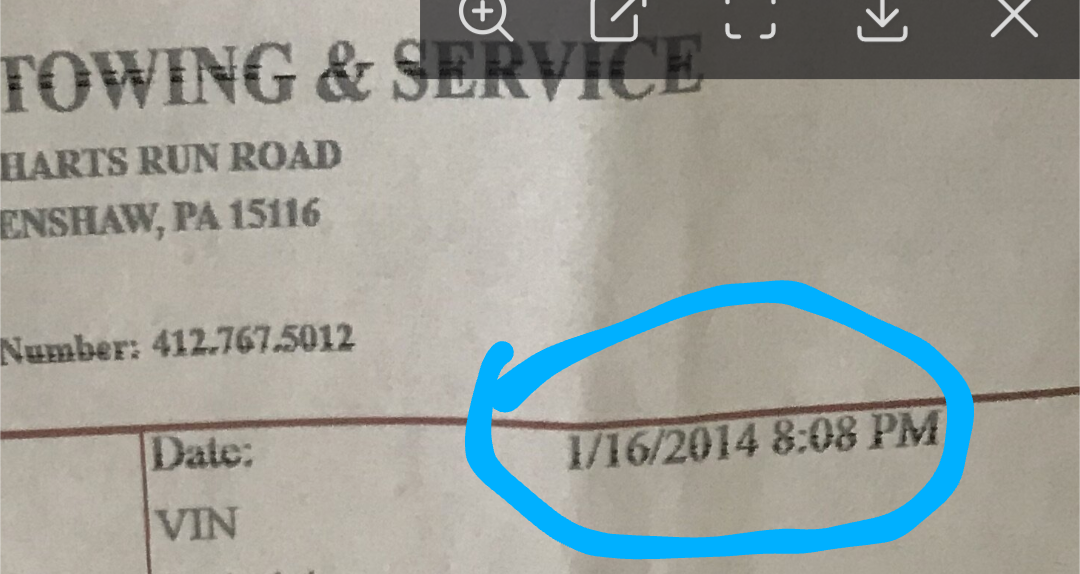 TOWING & SERVICE
HARTS RUN ROAD
ENSHAW, PA 15116
Number: 412.767.5012
Date: 1/16/2014 8:08 PM
VIN